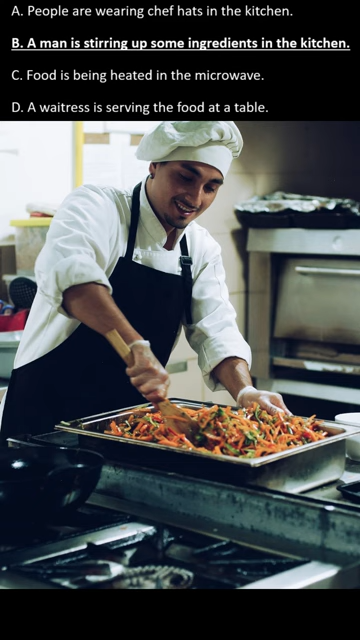 A. People are wearing chef hats in the kitchen.
B. A man is stirring up some ingredients in the kitchen.
C. Food is being heated in the microwave.
D. A waitress is serving the food at a table.